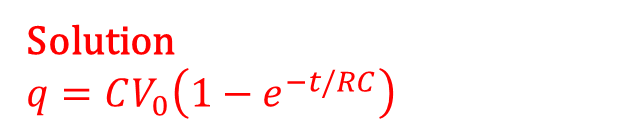 Solution
q = CV₀(1 − e^{−t/RC})